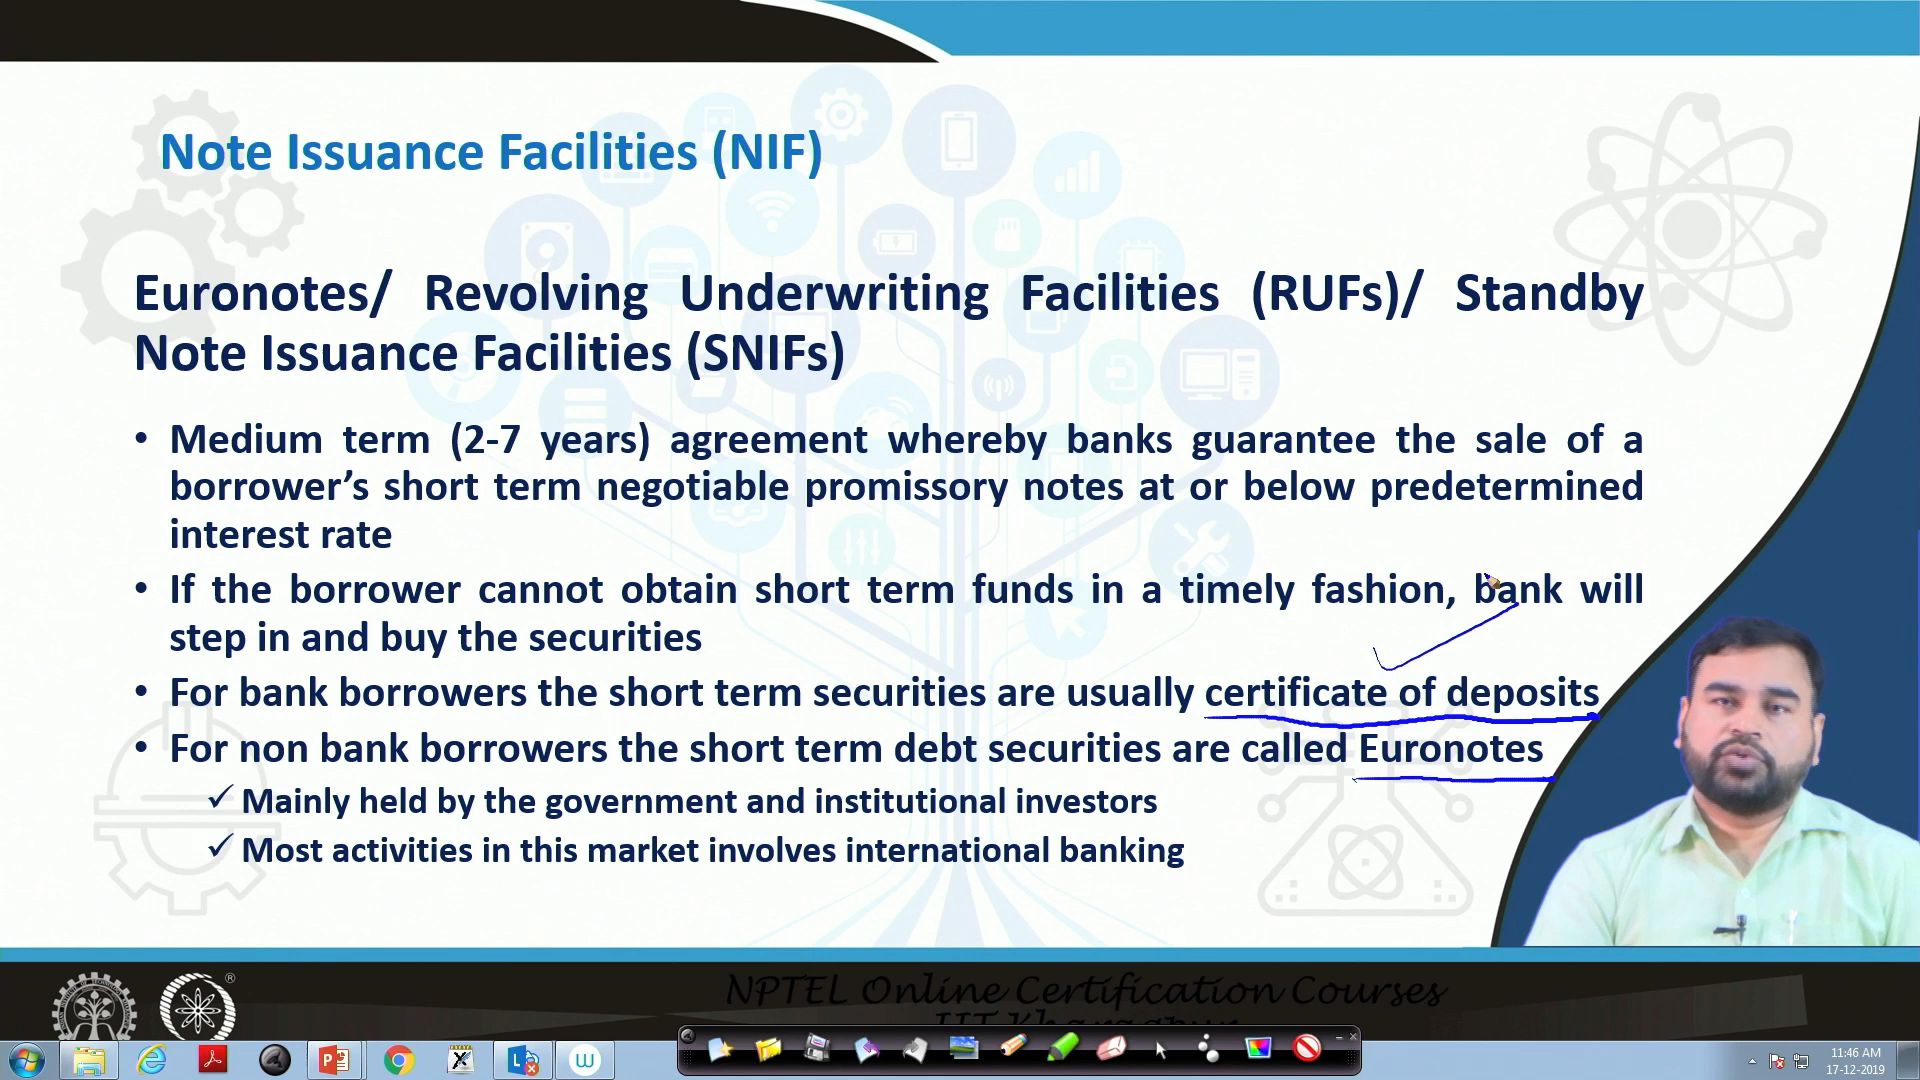 Note Issuance Facilities (NIF)
Euronotes/ Revolving Underwriting Facilities (RUFs)/ Standby
Note Issuance Facilities (SNIFs)
• Medium term (2-7 years) agreement whereby banks guarantee the sale of a
borrower’s short term negotiable promissory notes at or below predetermined
interest rate
• If the borrower cannot obtain short term funds in a timely fashion, bank will
step in and buy the securities
• For bank borrowers the short term securities are usually certificate of deposits
• For non bank borrowers the short term debt securities are called Euronotes
✓ Mainly held by the government and institutional investors
✓ Most activities in this market involves international banking
NPTEL Online Certification Courses
IIT Kharagpur
11:46 AM
17-12-2019